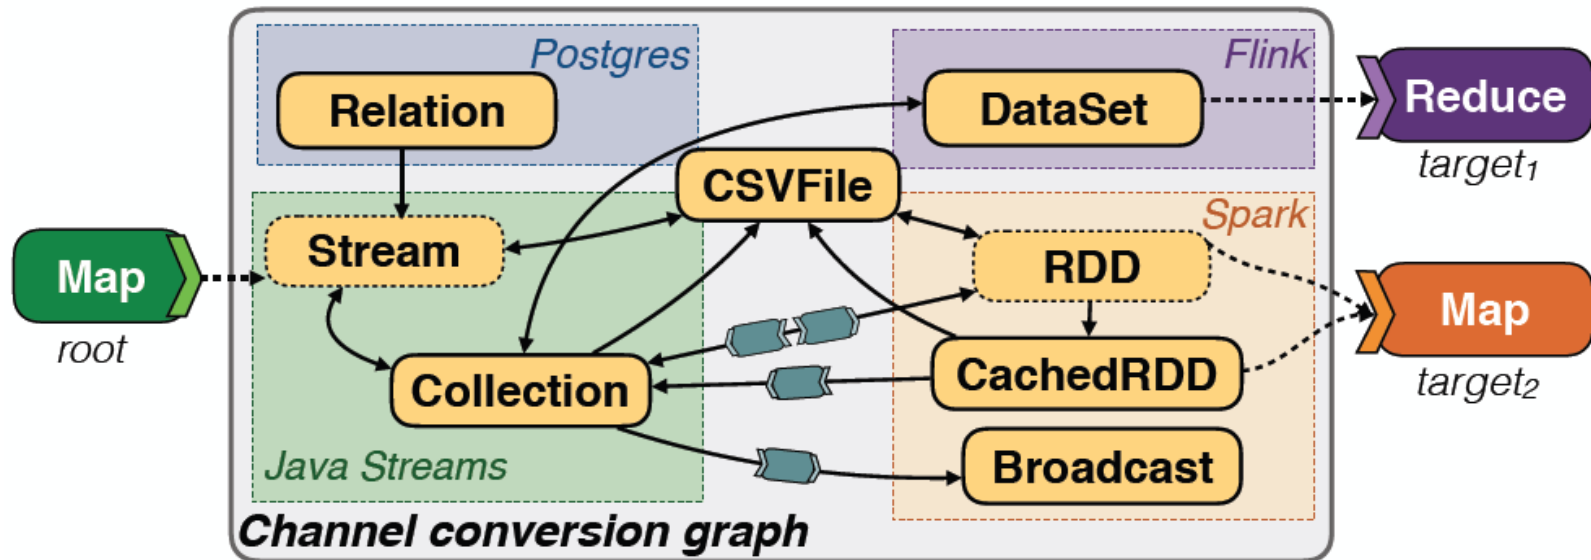 Postgres
Flink
Relation
DataSet
Reduce
target1
CSVFile
Spark
Stream
RDD
Map
root
Map
target2
Collection
CachedRDD
Java Streams
Broadcast
Channel conversion graph